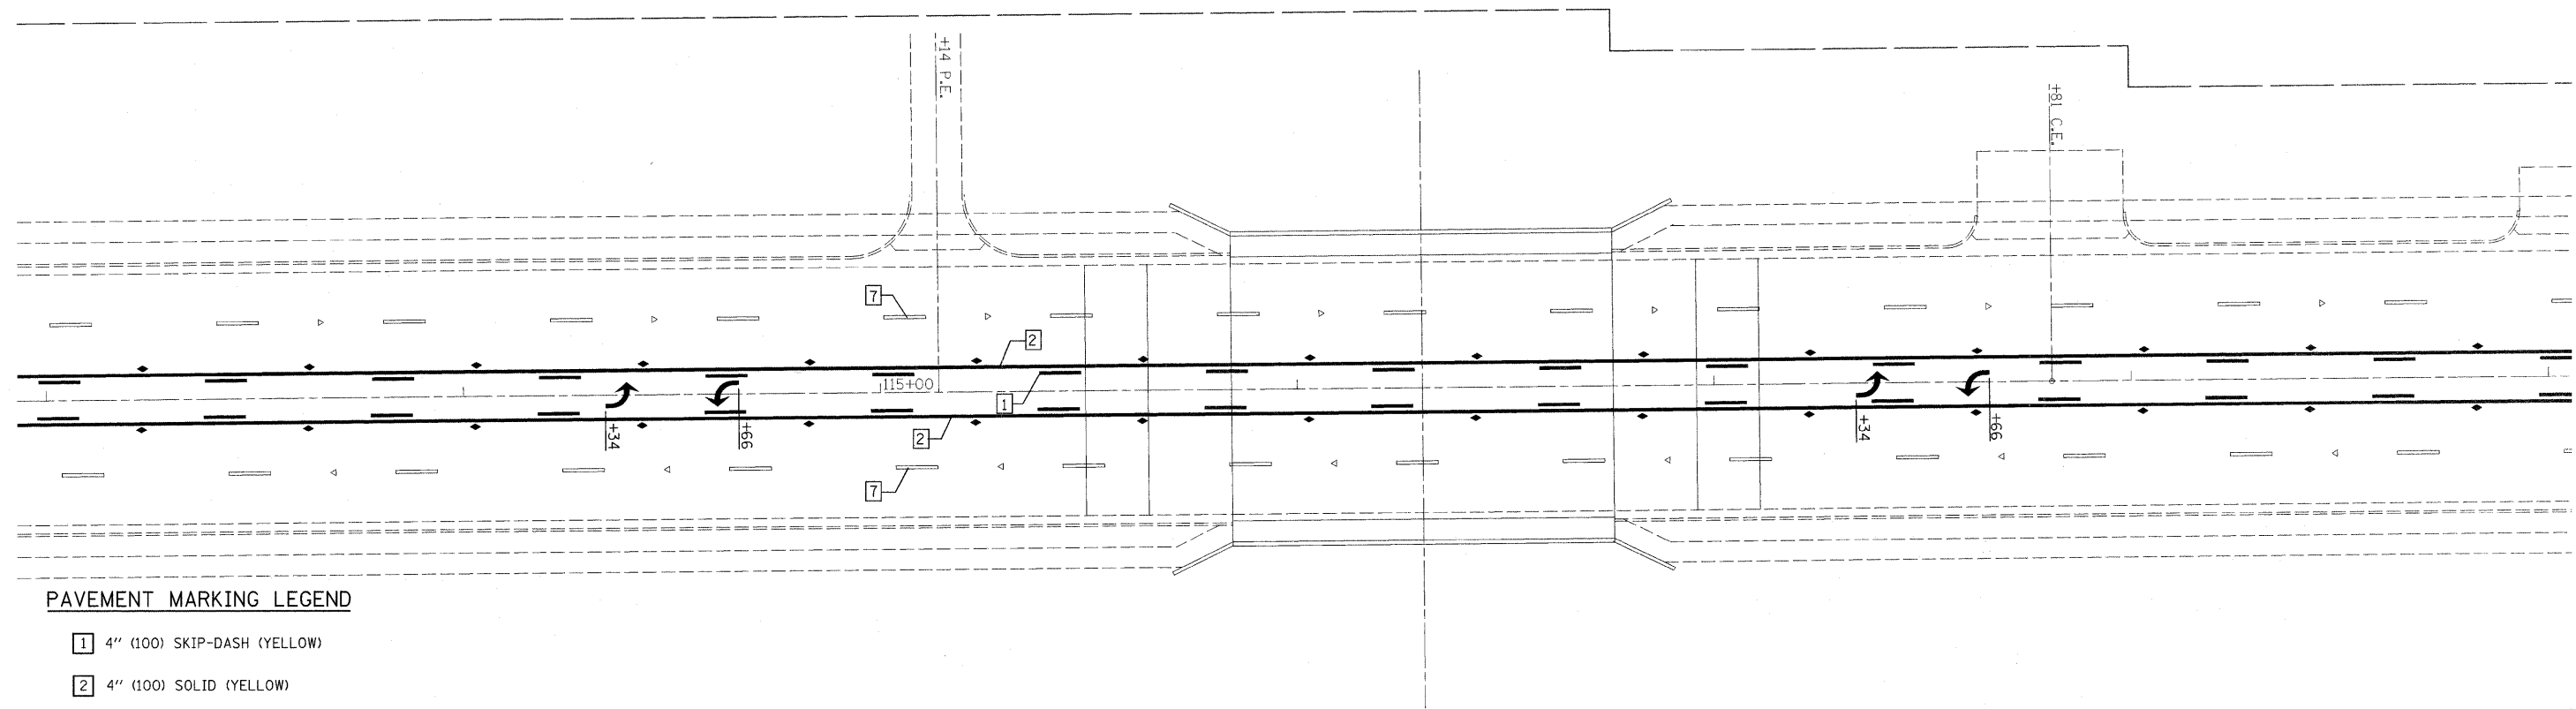 +14 P.E.
+81 C.E.
7
2
115+00
1
2
+34
+66
+34
+66
7
PAVEMENT MARKING LEGEND
1 4" (100) SKIP-DASH (YELLOW)
2 4" (100) SOLID (YELLOW)